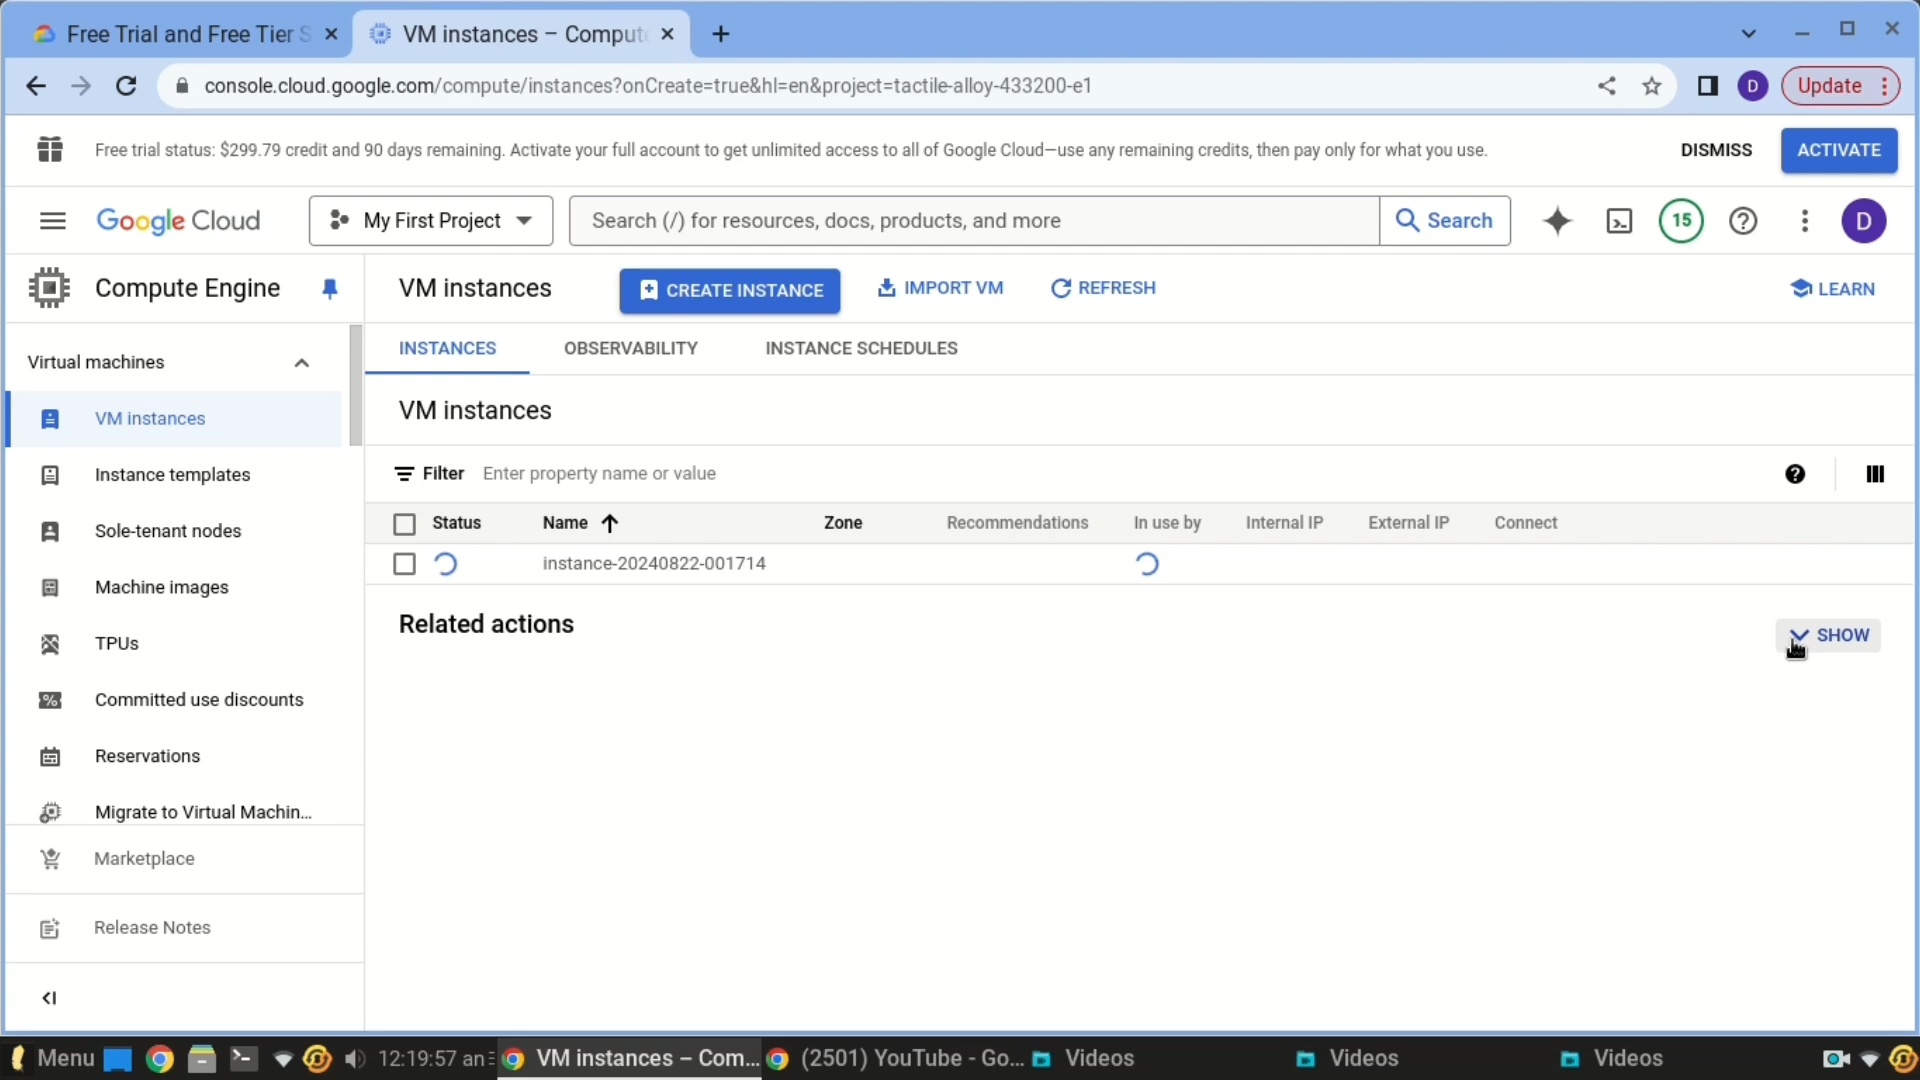 Free Trial and Free Tier S
VM instances – Compute
console.cloud.google.com/compute/instances?onCreate=true&hl=en&project=tactile-alloy-433200-e1
D
Update
Free trial status: $299.79 credit and 90 days remaining. Activate your full account to get unlimited access to all of Google Cloud—use any remaining credits, then pay only for what you use.
DISMISS
ACTIVATE
Google Cloud
My First Project
Search (/) for resources, docs, products, and more
Search
15
D
Compute Engine
VM instances
CREATE INSTANCE
IMPORT VM
REFRESH
LEARN
Virtual machines
INSTANCES
OBSERVABILITY
INSTANCE SCHEDULES
VM instances
VM instances
Instance templates
Filter
Enter property name or value
Status
Name
Zone
Recommendations
In use by
Internal IP
External IP
Connect
Sole-tenant nodes
instance-20240822-001714
Machine images
Related actions
SHOW
TPUs
Committed use discounts
Reservations
Migrate to Virtual Machin...
Marketplace
Release Notes
Menu
12:19:57 an
VM instances – Com...
(2501) YouTube - Go...
Videos
Videos
Videos